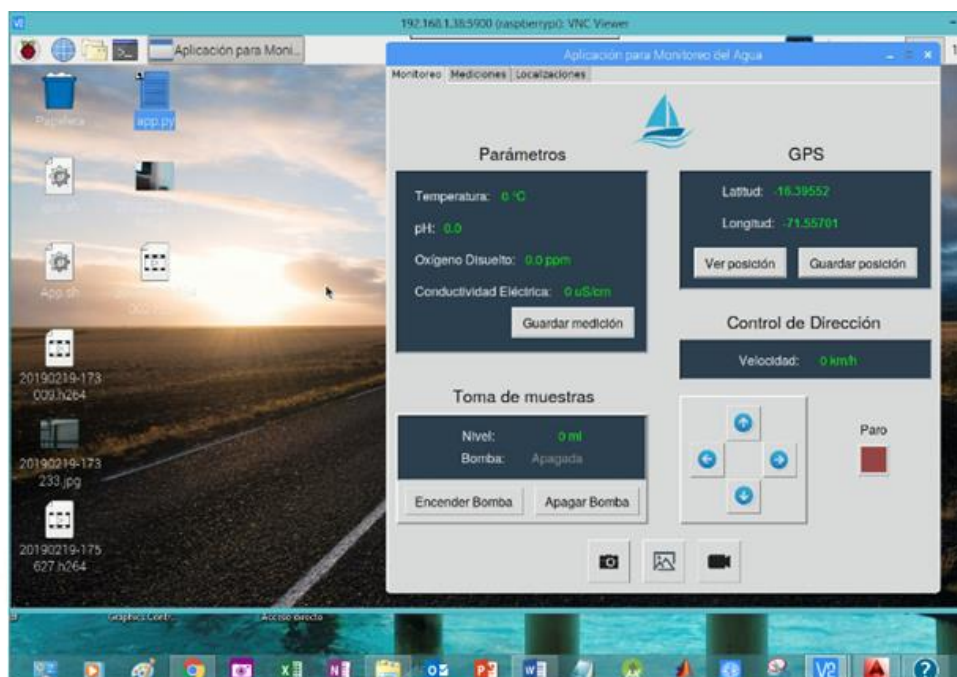 192.168.1.38:5900 (raspberrypi): VNC Viewer
Aplicación para Moni...
Aplicación para Monitoreo del Agua
Monitoreo Mediciones Localizaciones
Papelera
app.py
App.sh
20190219-173
009.h264
20190219-173
233.jpg
20190219-175
627.h264
Parámetros
Temperatura: 0 °C
pH: 0.0
Oxígeno Disuelto: 0.0 ppm
Conductividad Eléctrica: 0 uS/cm
Guardar medición
GPS
Latitud: -16.39552
Longitud: -71.55701
Ver posición Guardar posición
Control de Dirección
Velocidad: 0 km/h
Paro
Toma de muestras
Nivel: 0 ml
Bomba: Apagada
Encender Bomba Apagar Bomba
Acceso directo